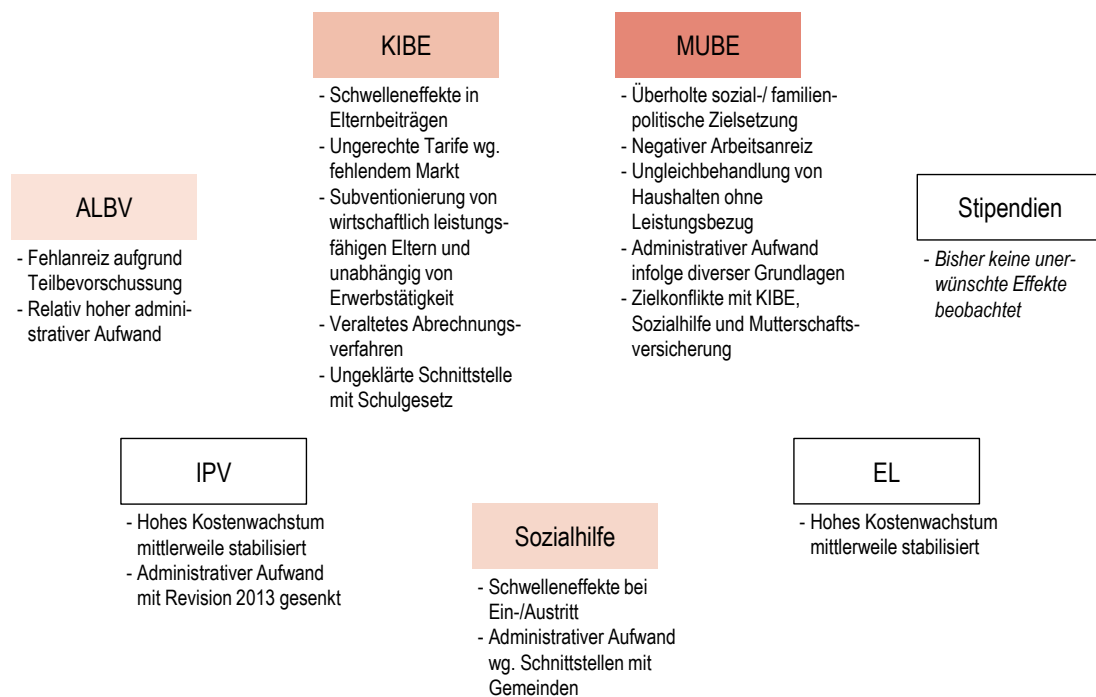 KIBE
- Schwelleneffekte in
Elternbeiträgen
- Ungerechte Tarife wg.
fehlendem Markt
- Subventionierung von
wirtschaftlich leistungs-
fähigen Eltern und
unabhängig von
Erwerbstätigkeit
- Veraltetes Abrechnungs-
verfahren
- Ungeklärte Schnittstelle
mit Schulgesetz
MUBE
- Überholte sozial-/ familien-
politische Zielsetzung
- Negativer Arbeitsanreiz
- Ungleichbehandlung von
Haushalten ohne
Leistungsbezug
- Administrativer Aufwand
infolge diverser Grundlagen
- Zielkonflikte mit KIBE,
Sozialhilfe und Mutterschafts-
versicherung
ALBV
- Fehlanreiz aufgrund
Teilbevorschussung
- Relativ hoher admini-
strativer Aufwand
Stipendien
- Bisher keine uner-
wünschte Effekte
beobachtet
IPV
- Hohes Kostenwachstum
mittlerweile stabilisiert
- Administrativer Aufwand
mit Revision 2013 gesenkt
Sozialhilfe
- Schwelleneffekte bei
Ein-/Austritt
- Administrativer Aufwand
wg. Schnittstellen mit
Gemeinden
EL
- Hohes Kostenwachstum
mittlerweile stabilisiert